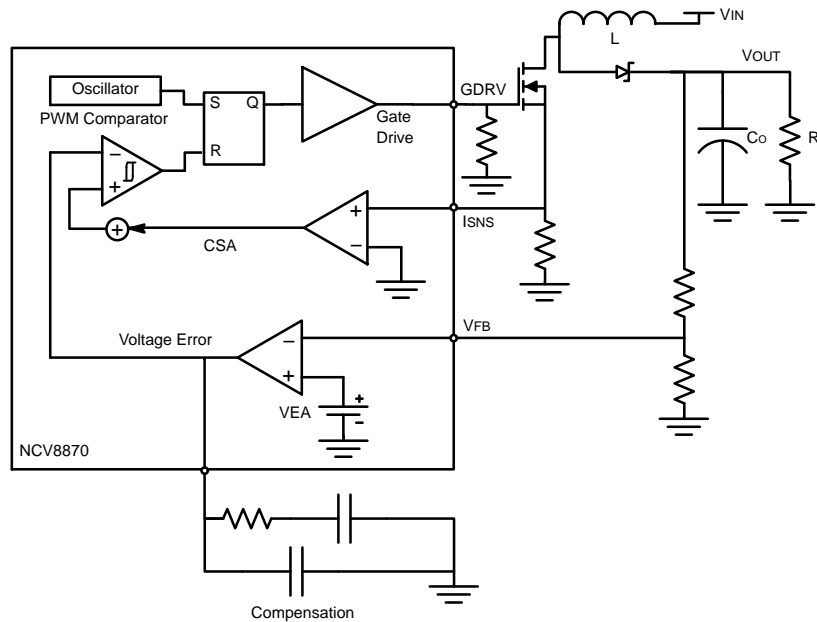 VIN
L
VOUT
Oscillator
S Q
GDRV
PWM Comparator
Gate
Drive
R
−
+
CO
R
+
ISNS
+
CSA
−
Voltage Error
VFB
−
+
VEA
+
−
NCV8870
Compensation